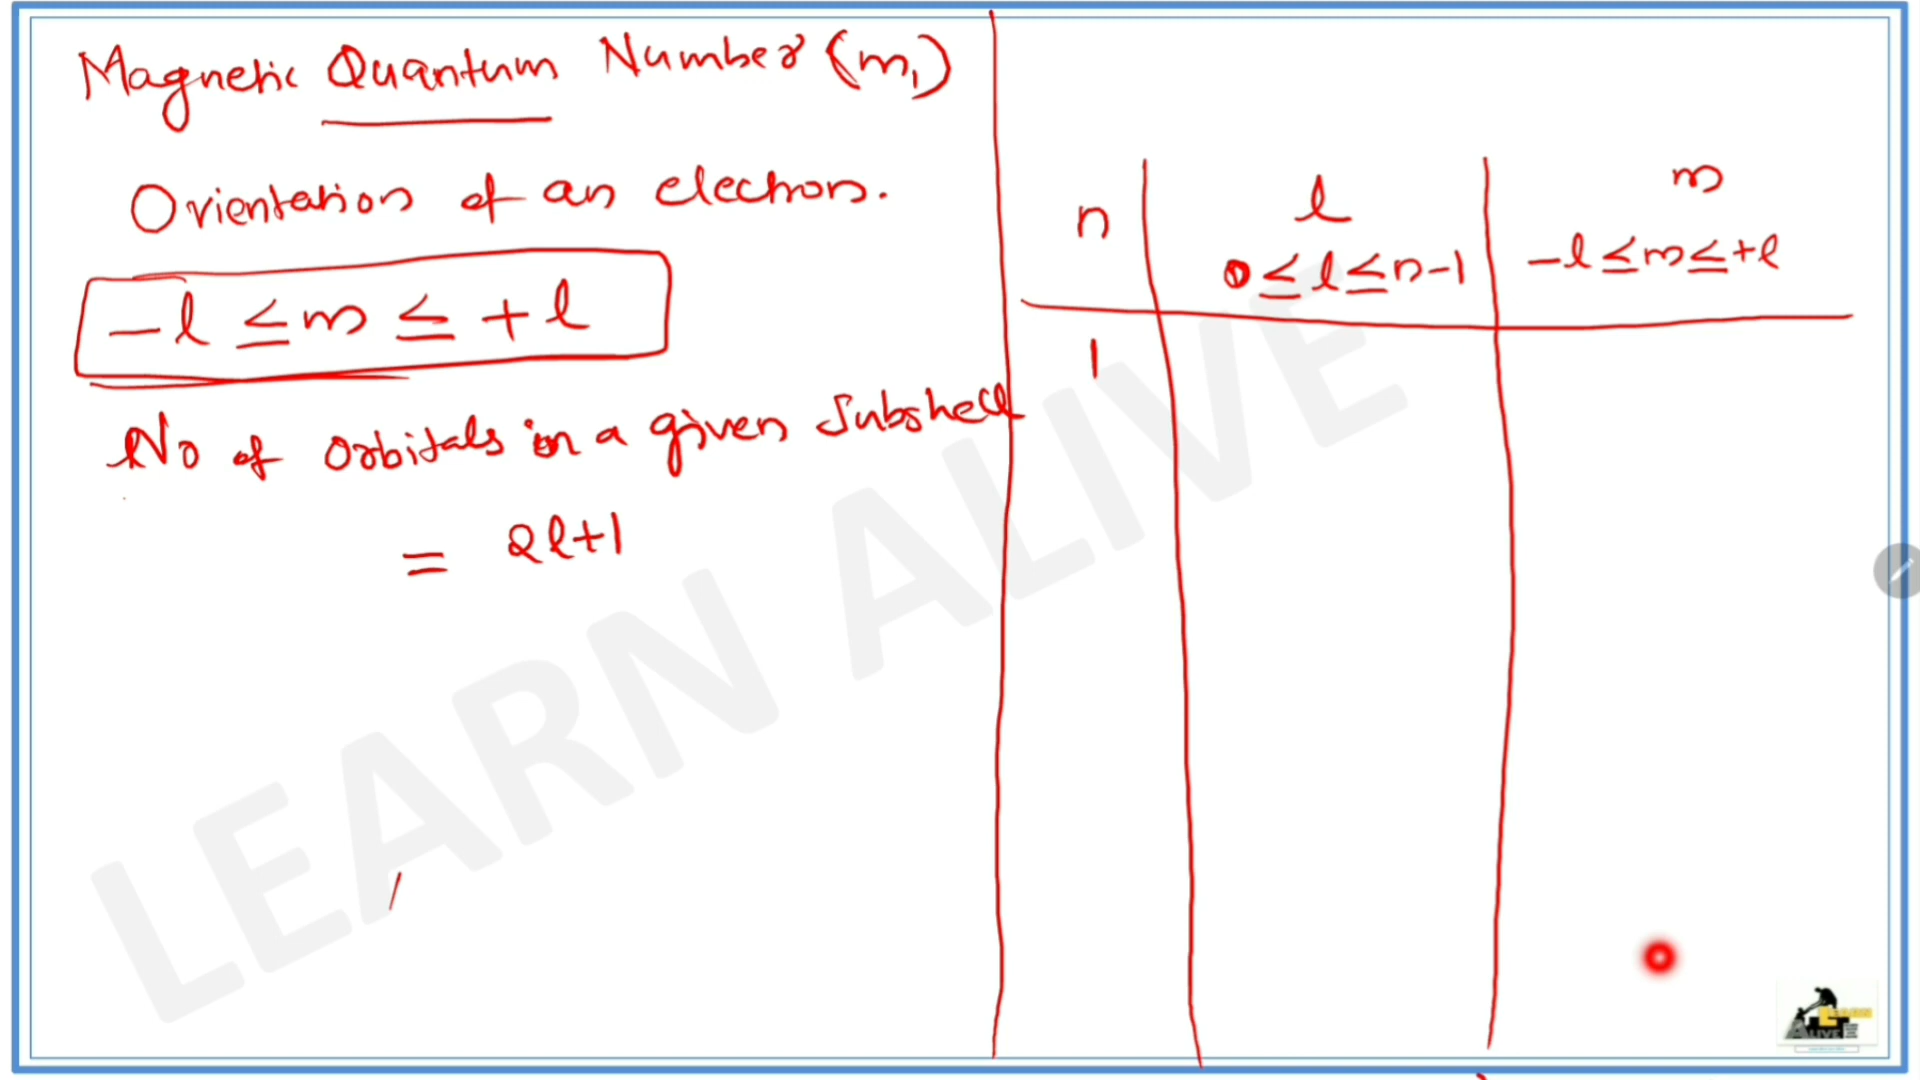 Magnetic Quantum Number (m₁)
Orientation of an electron.
-l ≤ m ≤ +l
No of orbitals in a given Subshell
= 2l+1
n
l
0 ≤ l ≤ n-1
m
-l ≤ m ≤ +l
1
LEARN ALIVE